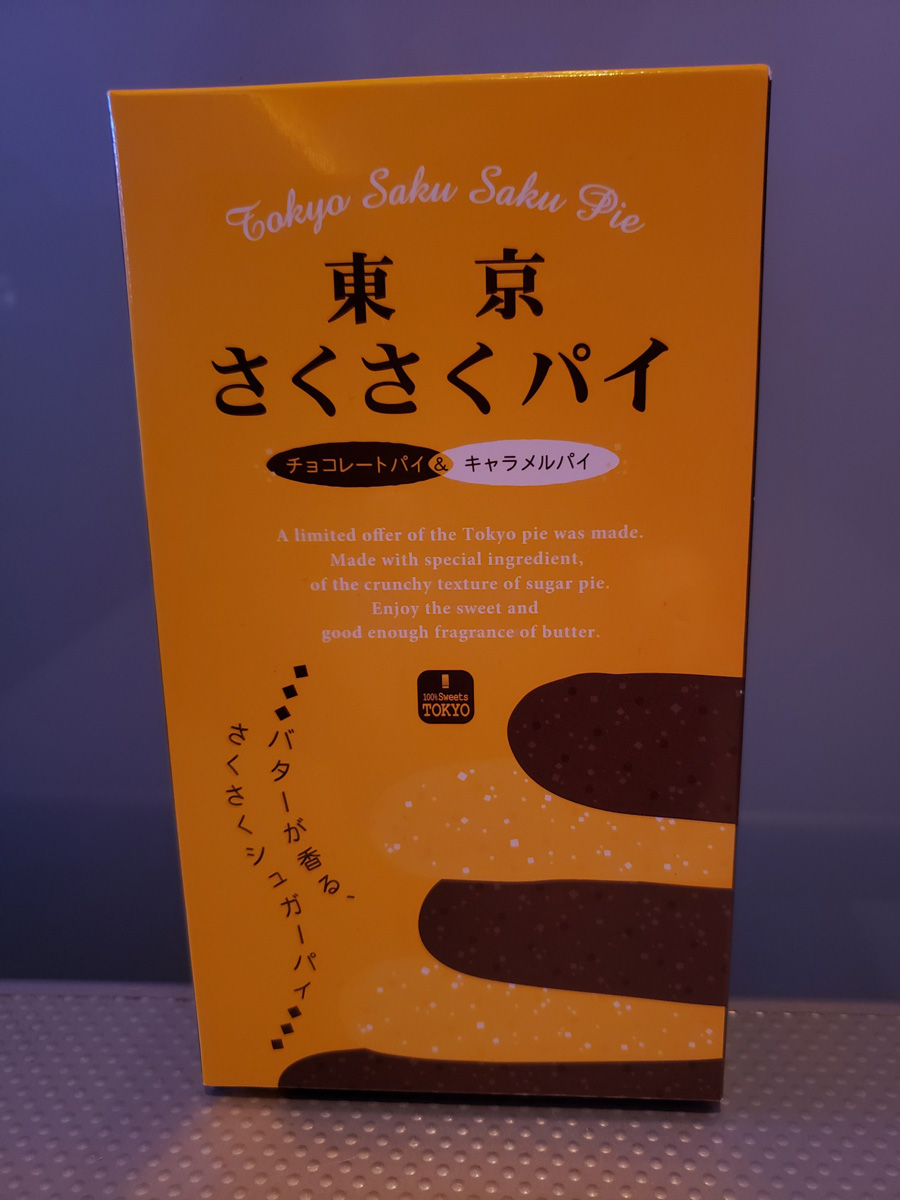 Tokyo Saku Saku Pie
東京
さくさくパイ
チョコレートパイ & キャラメルパイ
A limited offer of the Tokyo pie was made.
Made with special ingredient,
of the crunchy texture of sugar pie.
Enjoy the sweet and
good enough fragrance of butter.
100% Sweets
TOKYO
バターが香る、
さくさくシュガーパイ